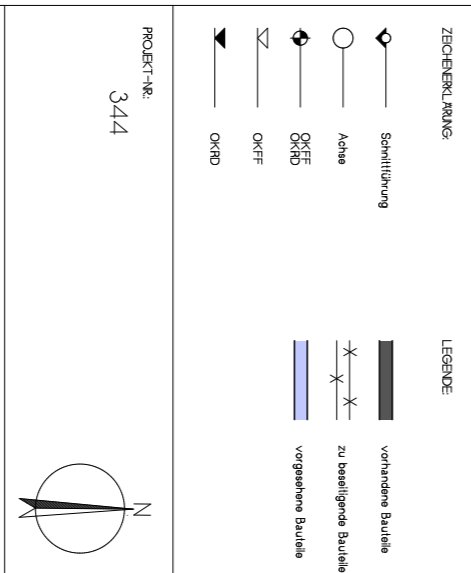 ZEICHENERKLÄRUNG:
Schnittführung
Achse
OKFF
OKRD
OKFF
OKRD
LEGENDE:
vorhandene Bauteile
zu beseitigende Bauteile
vorgesehene Bauteile
PROJEKT-NR.:
344
N